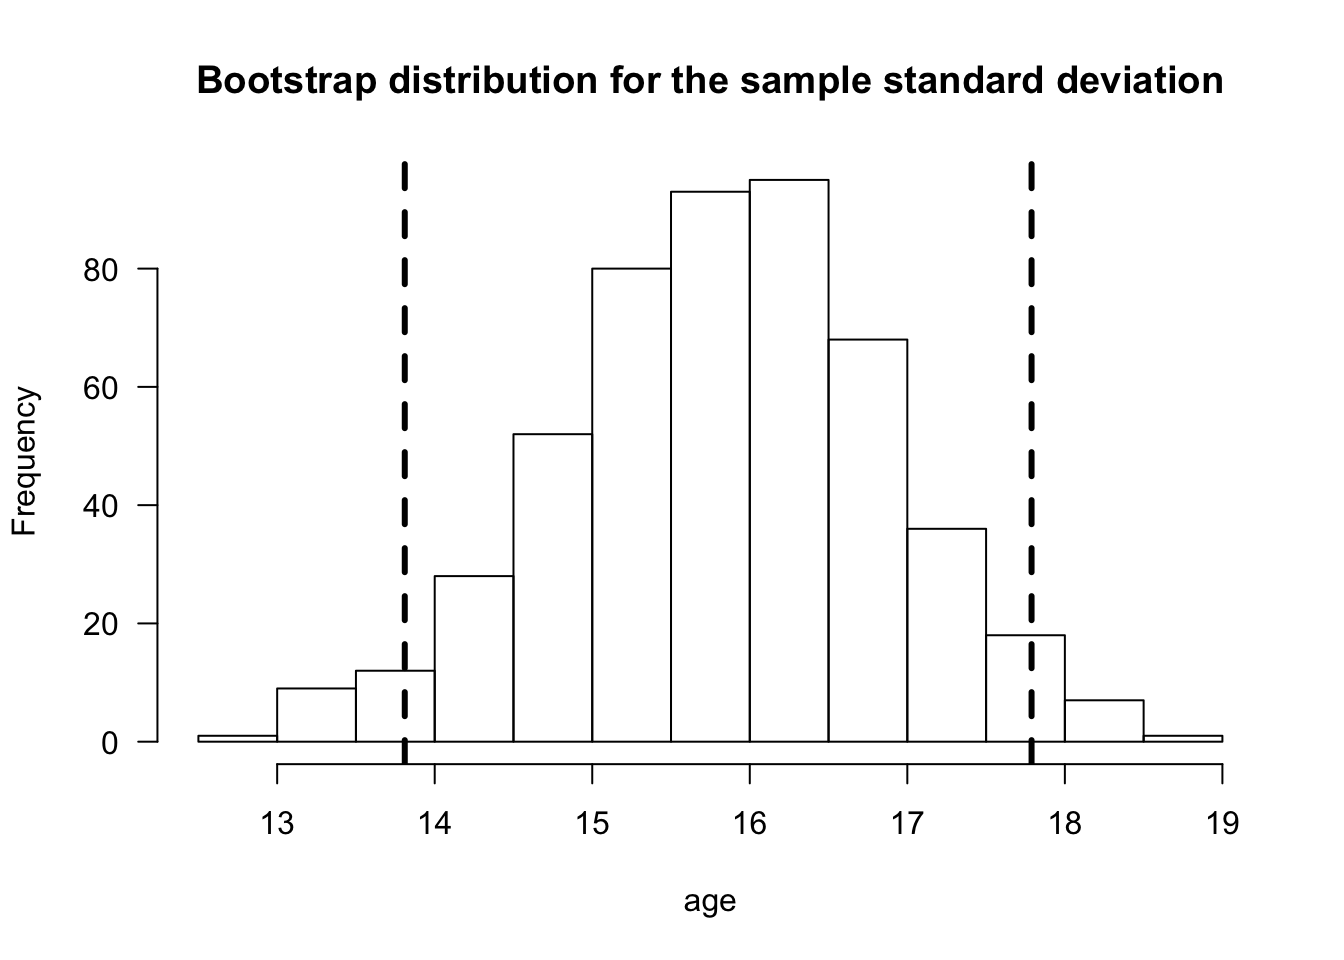 Bootstrap distribution for the sample standard deviation
Frequency
80
60
40
20
0
13 14 15 16 17 18 19
age